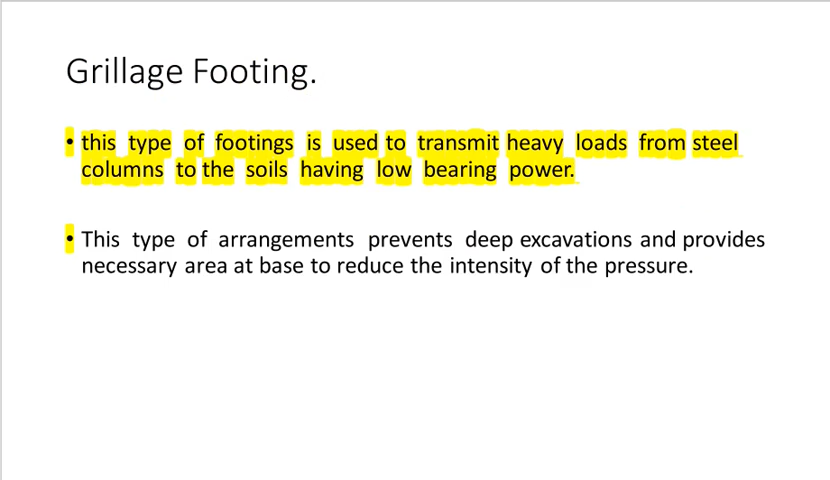 Grillage Footing.
• this type of footings is used to transmit heavy loads from steel
columns to the soils having low bearing power.
• This type of arrangements prevents deep excavations and provides
necessary area at base to reduce the intensity of the pressure.